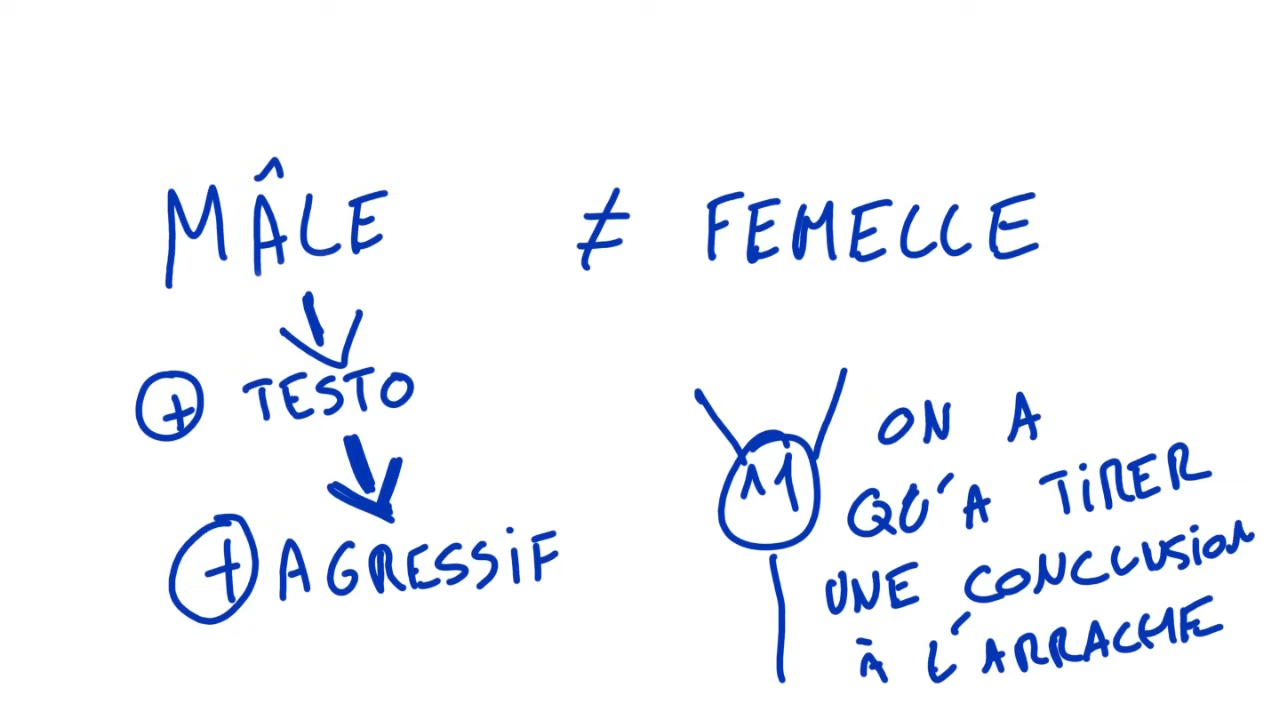 MÂLE ≠ FEMELLE
+ TESTO
+ AGRESSIF
ON A
QU'A TIRER
UNE CONCLUSION
À L'ARRACHE